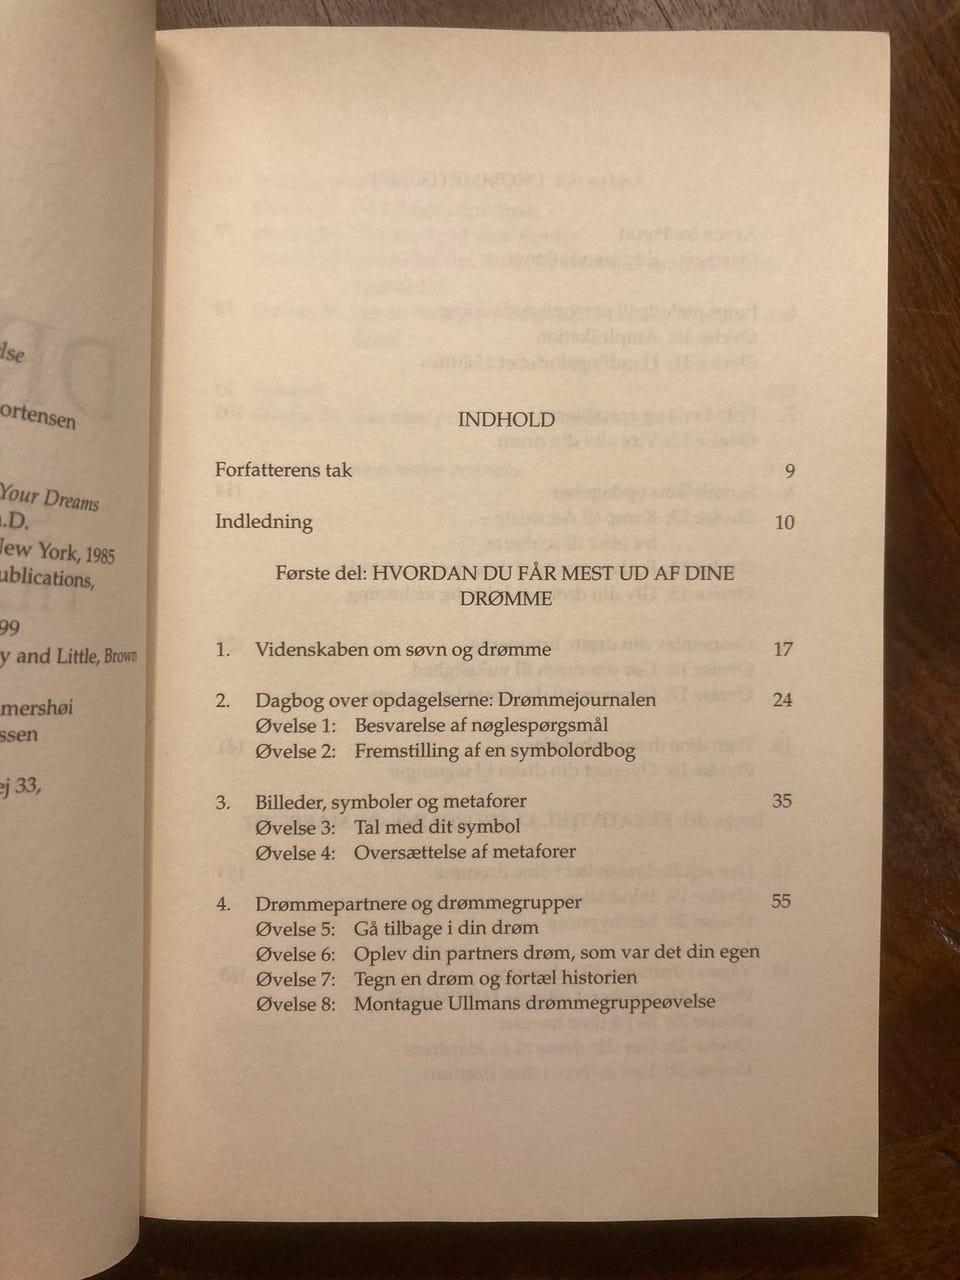 lse
ortensen
Your Dreams
.D.
New York, 1985
ublications,
99
y and Little, Brown
mershøi
ssen
ej 33,
INDHOLD
Forfatterens tak 9
Indledning 10
Første del: HVORDAN DU FÅR MEST UD AF DINE
DRØMME
1. Videnskaben om søvn og drømme 17
2. Dagbog over opdagelserne: Drømmejournalen 24
Øvelse 1: Besvarelse af nøglespørgsmål
Øvelse 2: Fremstilling af en symbolordbog
3. Billeder, symboler og metaforer 35
Øvelse 3: Tal med dit symbol
Øvelse 4: Oversættelse af metaforer
4. Drømmepartnere og drømmegrupper 55
Øvelse 5: Gå tilbage i din drøm
Øvelse 6: Oplev din partners drøm, som var det din egen
Øvelse 7: Tegn en drøm og fortæl historien
Øvelse 8: Montague Ullmans drømmegruppeøvelse